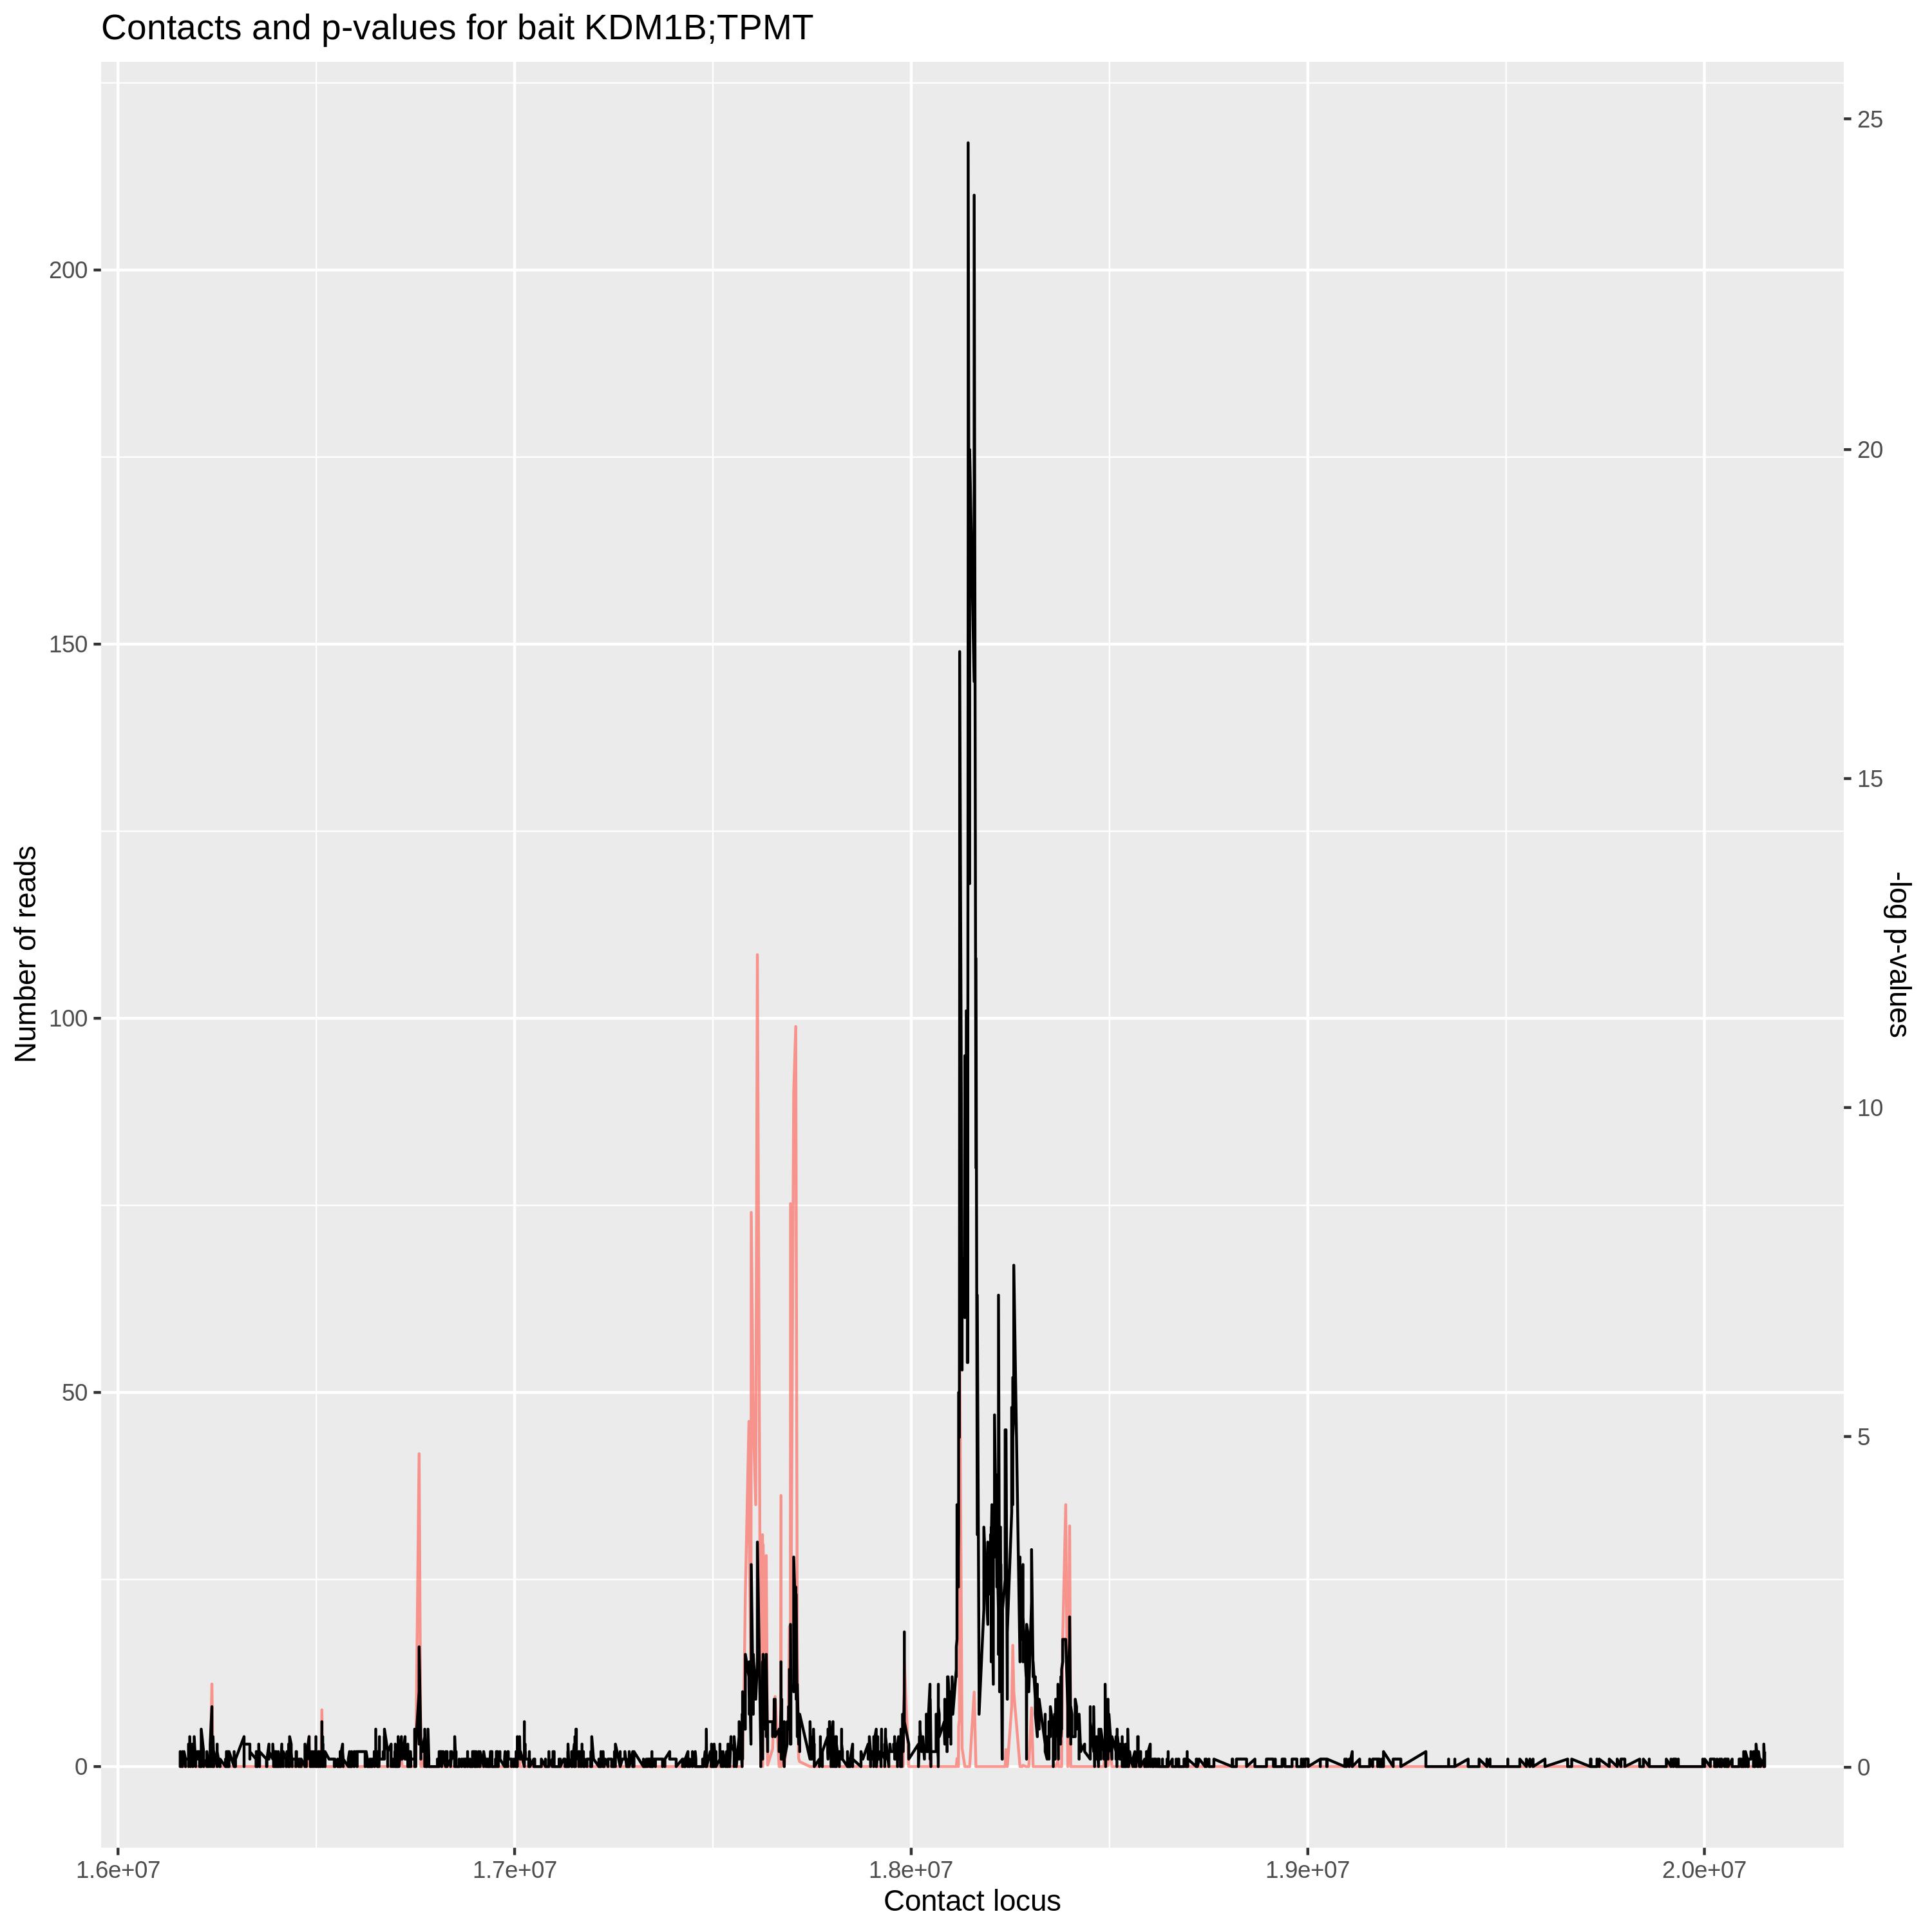 Contacts and p-values for bait KDM1B;TPMT
Number of reads
200
150
100
50
0
25
20
15
10
5
0
-log p-values
1.6e+07
1.7e+07
1.8e+07
1.9e+07
2.0e+07
Contact locus